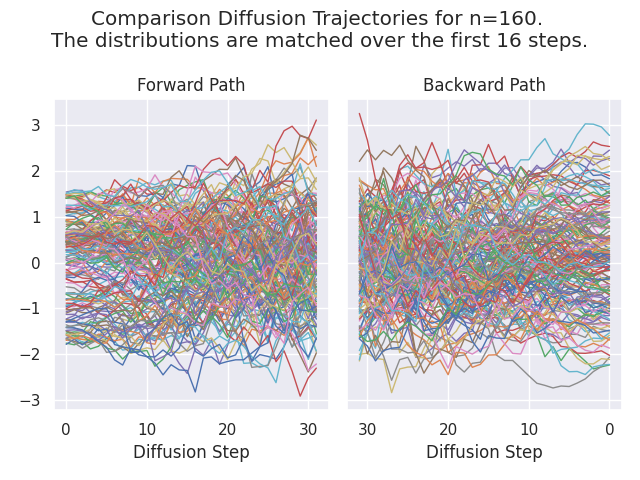 Comparison Diffusion Trajectories for n=160.
The distributions are matched over the first 16 steps.
Forward Path
Backward Path
3
2
1
0
−1
−2
−3
0 10 20 30
30 20 10 0
Diffusion Step
Diffusion Step